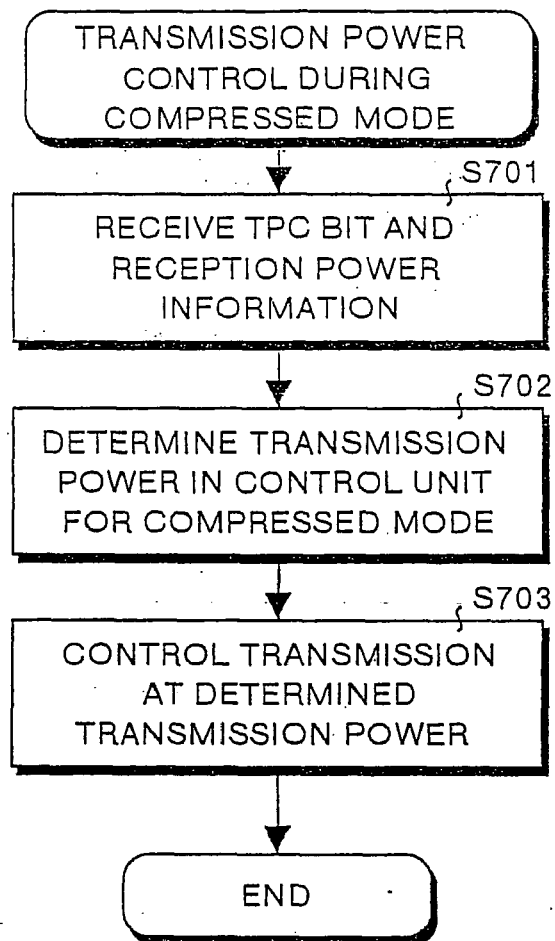 TRANSMISSION POWER
CONTROL DURING
COMPRESSED MODE
S701
RECEIVE TPC BIT AND
RECEPTION POWER
INFORMATION
S702
DETERMINE TRANSMISSION
POWER IN CONTROL UNIT
FOR COMPRESSED MODE
S703
CONTROL TRANSMISSION
AT DETERMINED
TRANSMISSION POWER
END